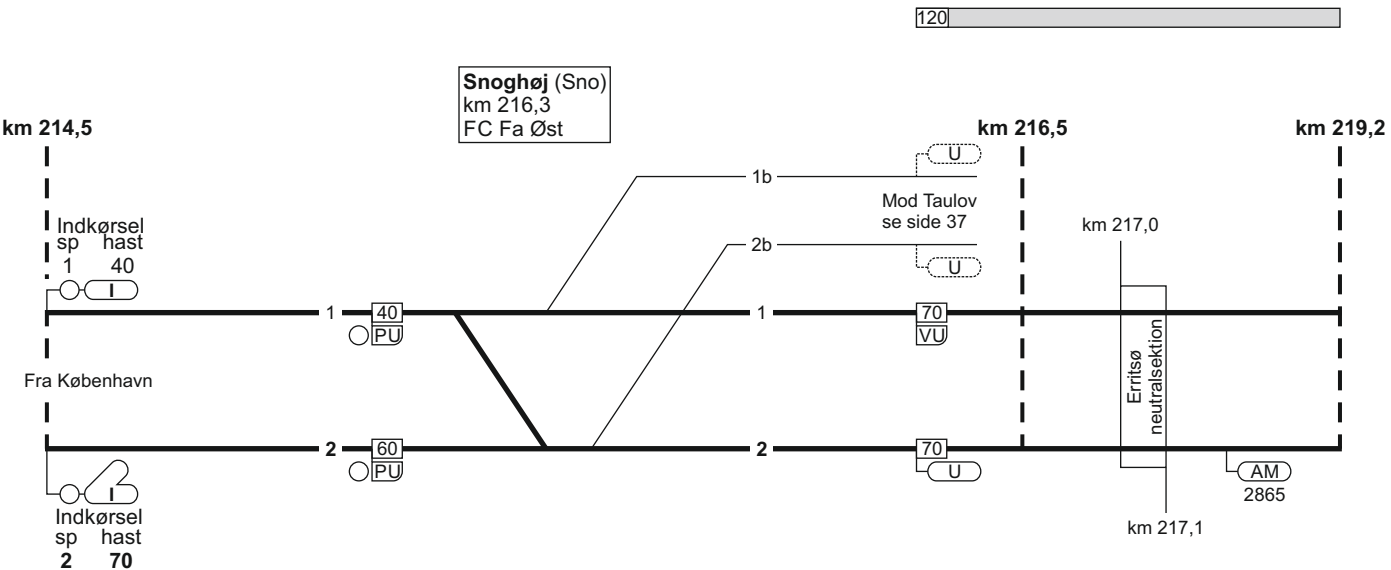 120
Snoghøj (Sno)
km 216,3
FC Fa Øst
km 214,5
km 216,5
km 219,2
U
1b
Mod Taulov
se side 37
2b
U
km 217,0
Indkørsel
sp hast
1 40
I
1 40 1 70
PU VU
Fra København
Erritsø
neutralsektion
2 60 2 70
PU U
AM
2865
I
Indkørsel
sp hast
2 70
km 217,1